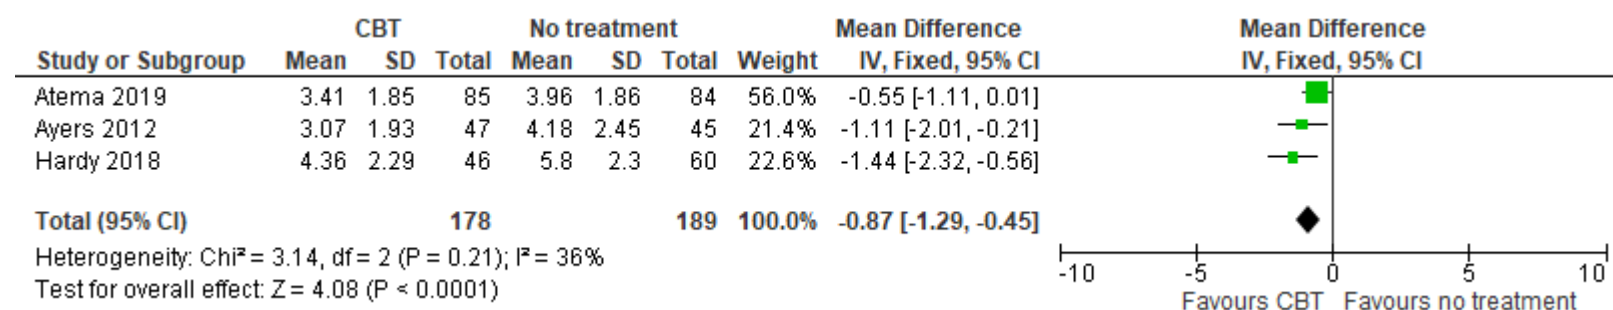 CBT No treatment Mean Difference Mean Difference
Study or Subgroup Mean SD Total Mean SD Total Weight IV, Fixed, 95% CI IV, Fixed, 95% CI
Atema 2019 3.41 1.85 85 3.96 1.86 84 56.0% -0.55 [-1.11, 0.01]
Ayers 2012 3.07 1.93 47 4.18 2.45 45 21.4% -1.11 [-2.01, -0.21]
Hardy 2018 4.36 2.29 46 5.8 2.3 60 22.6% -1.44 [-2.32, -0.56]
Total (95% CI) 178 189 100.0% -0.87 [-1.29, -0.45]
Heterogeneity: Chi² = 3.14, df = 2 (P = 0.21); I² = 36%
Test for overall effect: Z = 4.08 (P < 0.0001)
-10 -5 0 5 10
Favours CBT Favours no treatment